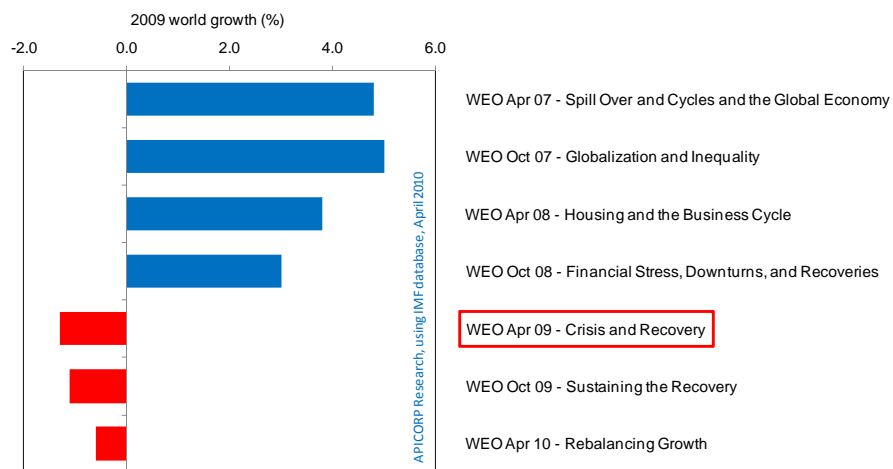 2009 world growth (%)
-2.0 0.0 2.0 4.0 6.0
WEO Apr 07 - Spill Over and Cycles and the Global Economy
WEO Oct 07 - Globalization and Inequality
WEO Apr 08 - Housing and the Business Cycle
WEO Oct 08 - Financial Stress, Downturns, and Recoveries
WEO Apr 09 - Crisis and Recovery
WEO Oct 09 - Sustaining the Recovery
WEO Apr 10 - Rebalancing Growth
APICORP Research, using IMF database, April 2010